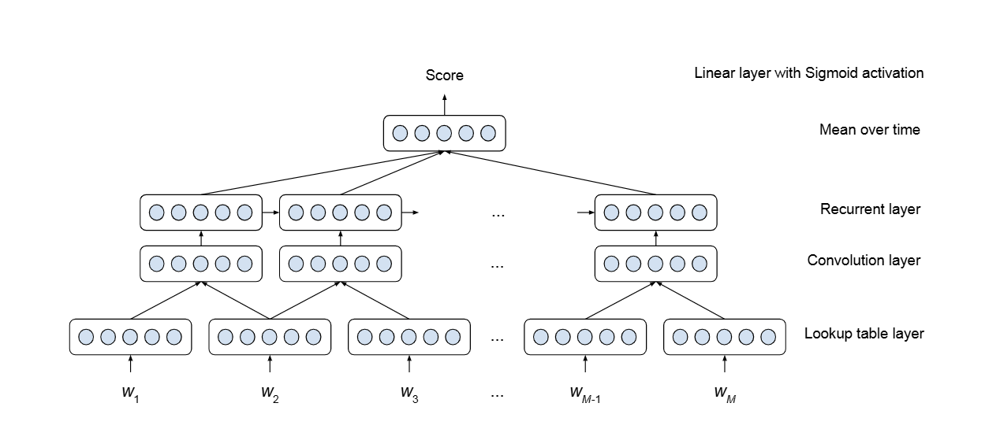 Linear layer with Sigmoid activation
Score
Mean over time
... Recurrent layer
... Convolution layer
... Lookup table layer
w1 w2 w3 ... wM-1 wM